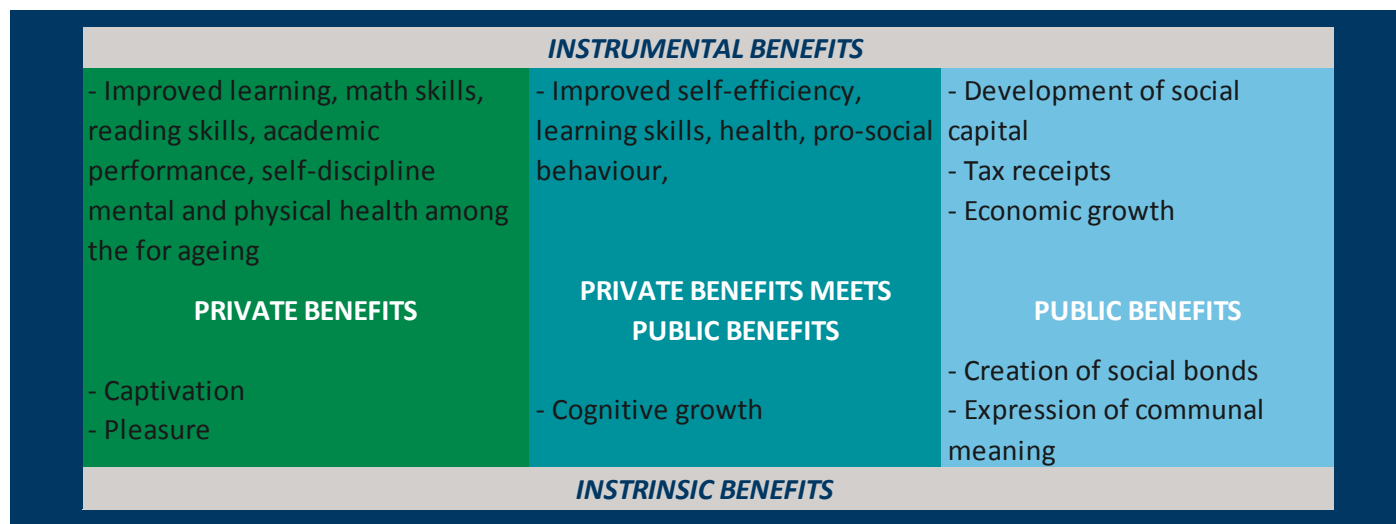 INSTRUMENTAL BENEFITS
- Improved learning, math skills,
reading skills, academic
performance, self-discipline
mental and physical health among
the for ageing
PRIVATE BENEFITS
- Captivation
- Pleasure
- Improved self-efficiency,
learning skills, health, pro-social
behaviour,
PRIVATE BENEFITS MEETS
PUBLIC BENEFITS
- Cognitive growth
- Development of social
capital
- Tax receipts
- Economic growth
PUBLIC BENEFITS
- Creation of social bonds
- Expression of communal
meaning
INSTRINSIC BENEFITS